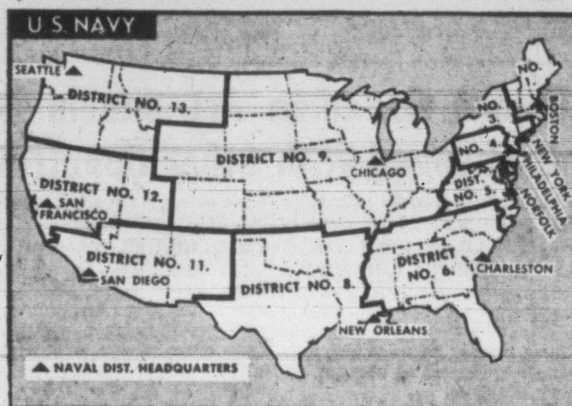 U.S. NAVY
SEATTLE
DISTRICT NO. 13.
NO. 1.
BOSTON
NO. 3.
NO. 4.
NEW YORK
PHILADELPHIA
NORFOLK
DIST. NO. 5.
DISTRICT NO. 9.
CHICAGO
DISTRICT NO. 12.
SAN
FRANCISCO
DISTRICT NO. 11.
SAN DIEGO
DISTRICT NO. 8.
DISTRICT
NO. 6.
CHARLESTON
NEW ORLEANS
NAVAL DIST. HEADQUARTERS